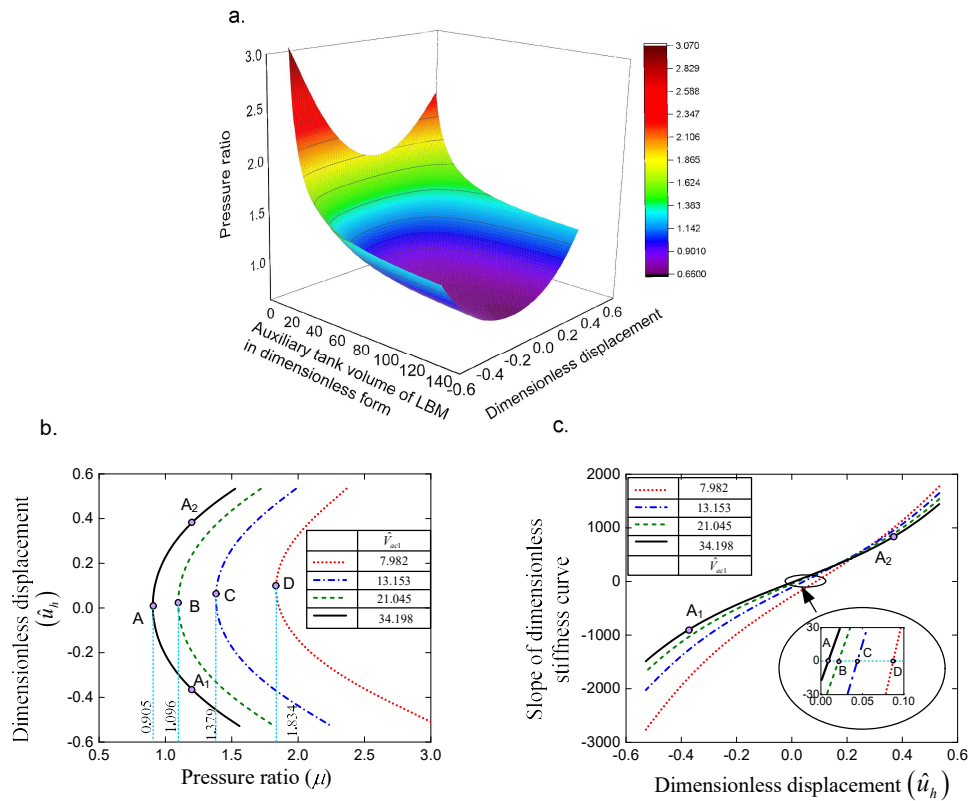 a.
3.0
2.5
2.0
1.5
1.0
Pressure ratio
0
20
40
60
80
100
120
140
Auxiliary tank volume of LBM
in dimensionless form
-0.6
-0.4
-0.2
0.0
0.2
0.4
0.6
Dimensionless displacement
3.070
2.829
2.588
2.347
2.106
1.865
1.624
1.383
1.142
0.9010
0.6600
b.
0.6
0.4
0.2
0.0
-0.2
-0.4
-0.6
Dimensionless displacement
(û_h)
A₂
A
B
C
D
A₁
V̂_ac1
7.982
13.153
21.045
34.198
0.905
1.096
1.379
1.834
0.5
1.0
1.5
2.0
2.5
3.0
Pressure ratio (μ)
c.
2000
1000
0
-1000
-2000
-3000
Slope of dimensionless
stiffness curve
7.982
13.153
21.045
34.198
V̂_ac1
A₁
A₂
30
0
-30
A
B
C
D
0.00
0.05
0.10
-0.6
-0.4
-0.2
0.0
0.2
0.4
0.6
Dimensionless displacement (û_h)